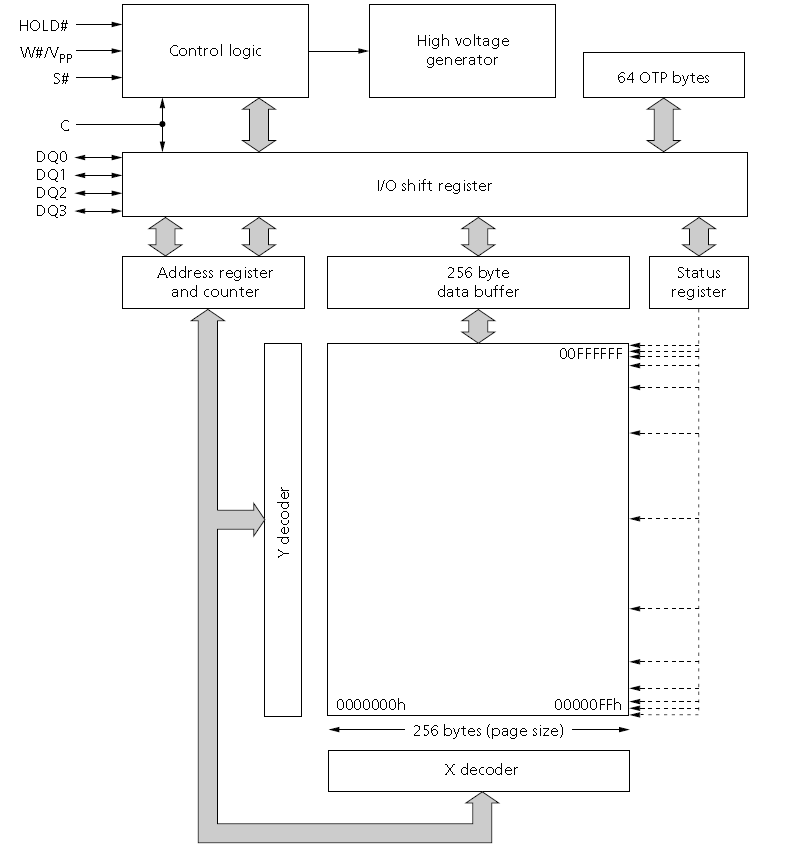 HOLD#
W#/VPP
S#
Control logic
High voltage
generator
64 OTP bytes
C
DQ0
DQ1
DQ2
DQ3
I/O shift register
Address register
and counter
256 byte
data buffer
Status
register
00FFFFFF
Y decoder
0000000h
00000FFh
256 bytes (page size)
X decoder